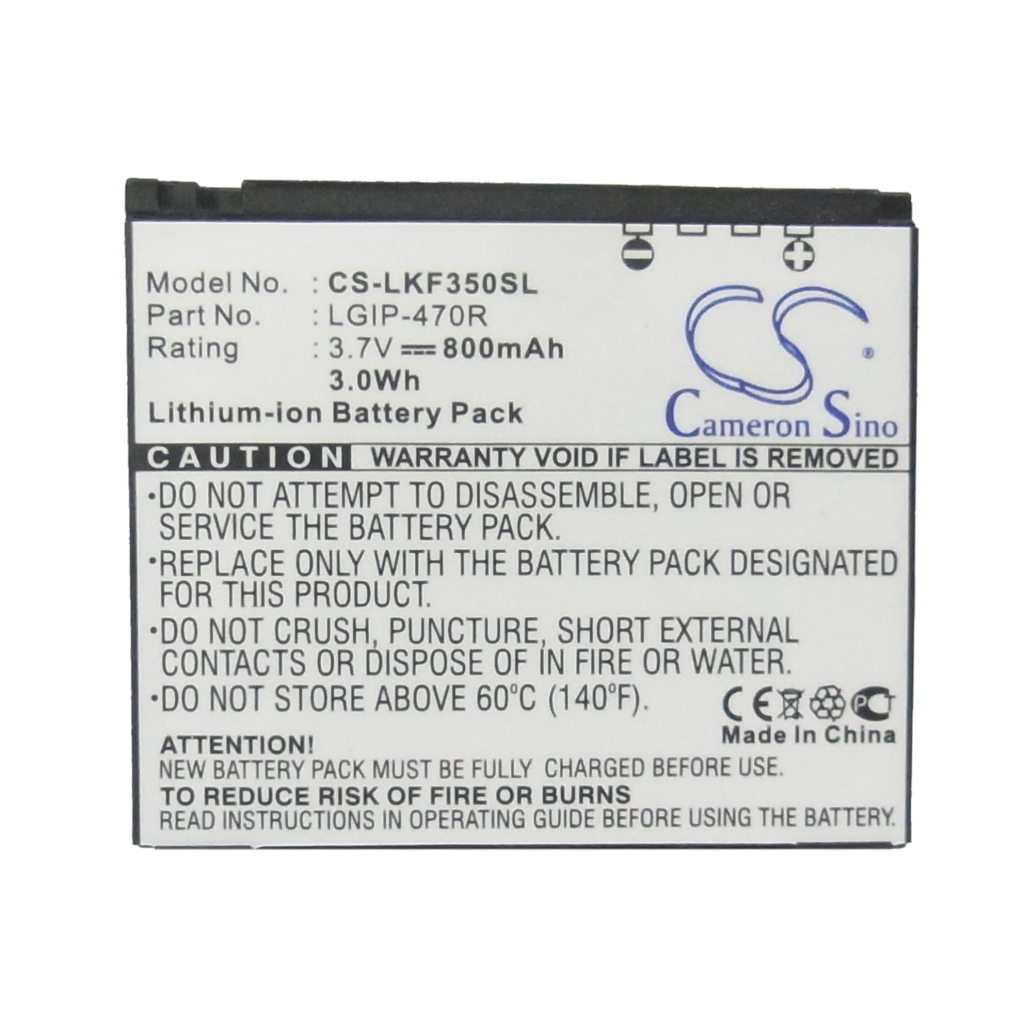 Model No. : CS-LKF350SL
Part No. : LGIP-470R
Rating : 3.7V 800mAh
3.0Wh
Lithium-ion Battery Pack
CS ®
Cameron Sino
CAUTION WARRANTY VOID IF LABEL IS REMOVED
•DO NOT ATTEMPT TO DISASSEMBLE, OPEN OR
SERVICE THE BATTERY PACK.
•REPLACE ONLY WITH THE BATTERY PACK DESIGNATED
FOR THIS PRODUCT.
•DO NOT CRUSH, PUNCTURE, SHORT EXTERNAL
CONTACTS OR DISPOSE OF IN FIRE OR WATER.
•DO NOT STORE ABOVE 60°C (140°F).
CE PCT
Made In China
ATTENTION!
NEW BATTERY PACK MUST BE FULLY CHARGED BEFORE USE.
TO REDUCE RISK OF FIRE OR BURNS
READ INSTRUCTIONS IN OPERATING GUIDE BEFORE USING THE BATTERY.